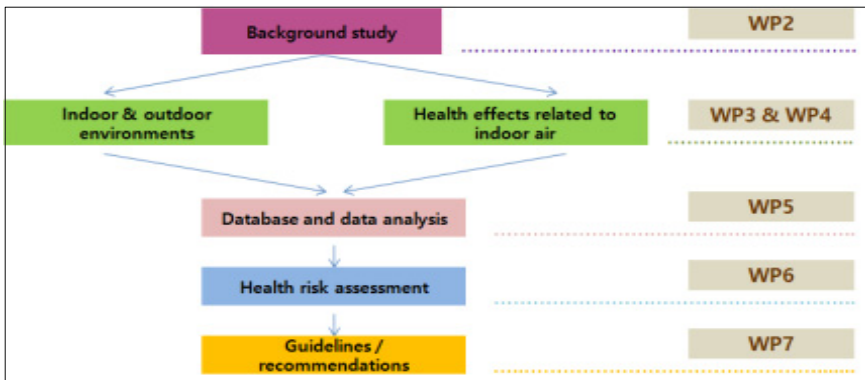 Background study
WP2
Indoor & outdoor
environments
Health effects related to
indoor air
WP3 & WP4
Database and data analysis
WP5
Health risk assessment
WP6
Guidelines /
recommendations
WP7